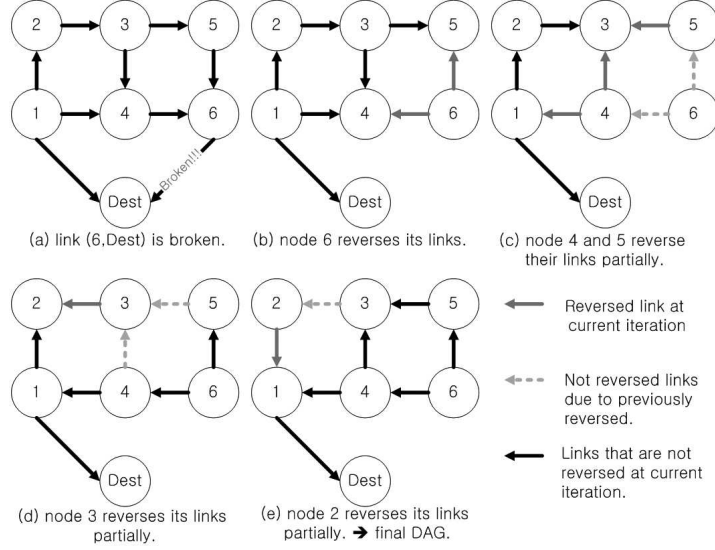 2 3 5
1 4 6
Broken!!!
Dest
(a) link (6,Dest) is broken.
2 3 5
1 4 6
Dest
(b) node 6 reverses its links.
2 3 5
1 4 6
Dest
(c) node 4 and 5 reverse
their links partially.
2 3 5
1 4 6
Dest
(d) node 3 reverses its links
partially.
2 3 5
1 4 6
Dest
(e) node 2 reverses its links
partially. ➔ final DAG.
Reversed link at
current iteration
Not reversed links
due to previously
reversed.
Links that are not
reversed at current
iteration.